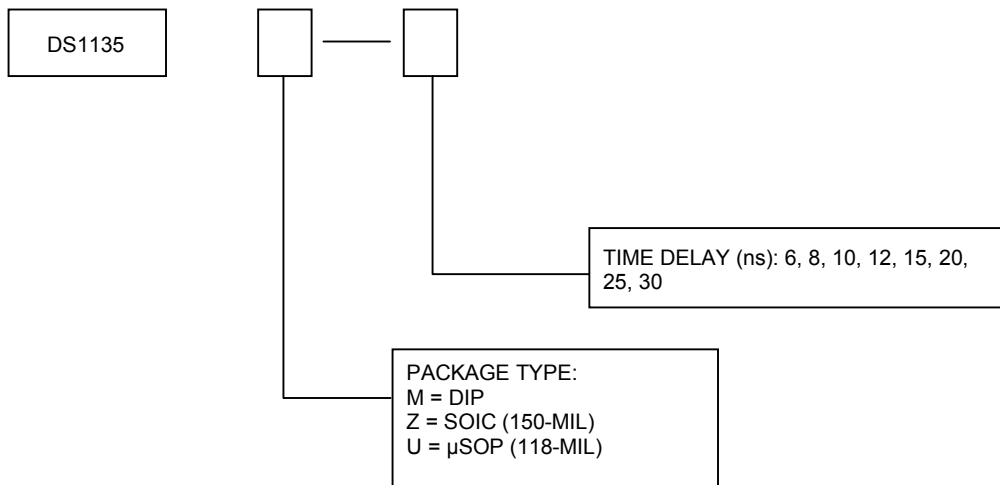 DS1135
TIME DELAY (ns): 6, 8, 10, 12, 15, 20,
25, 30
PACKAGE TYPE:
M = DIP
Z = SOIC (150-MIL)
U = µSOP (118-MIL)